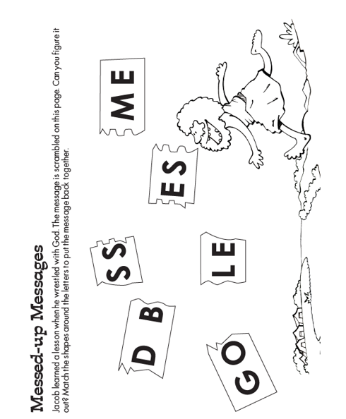 Messed-up Messages
Jacob learned a lesson when he wrestled with God. The message is scrambled on this page. Can you figure it
out? Match the shapes around the letters to put the message back together.
D B
SS
ME
ES
GO
LE